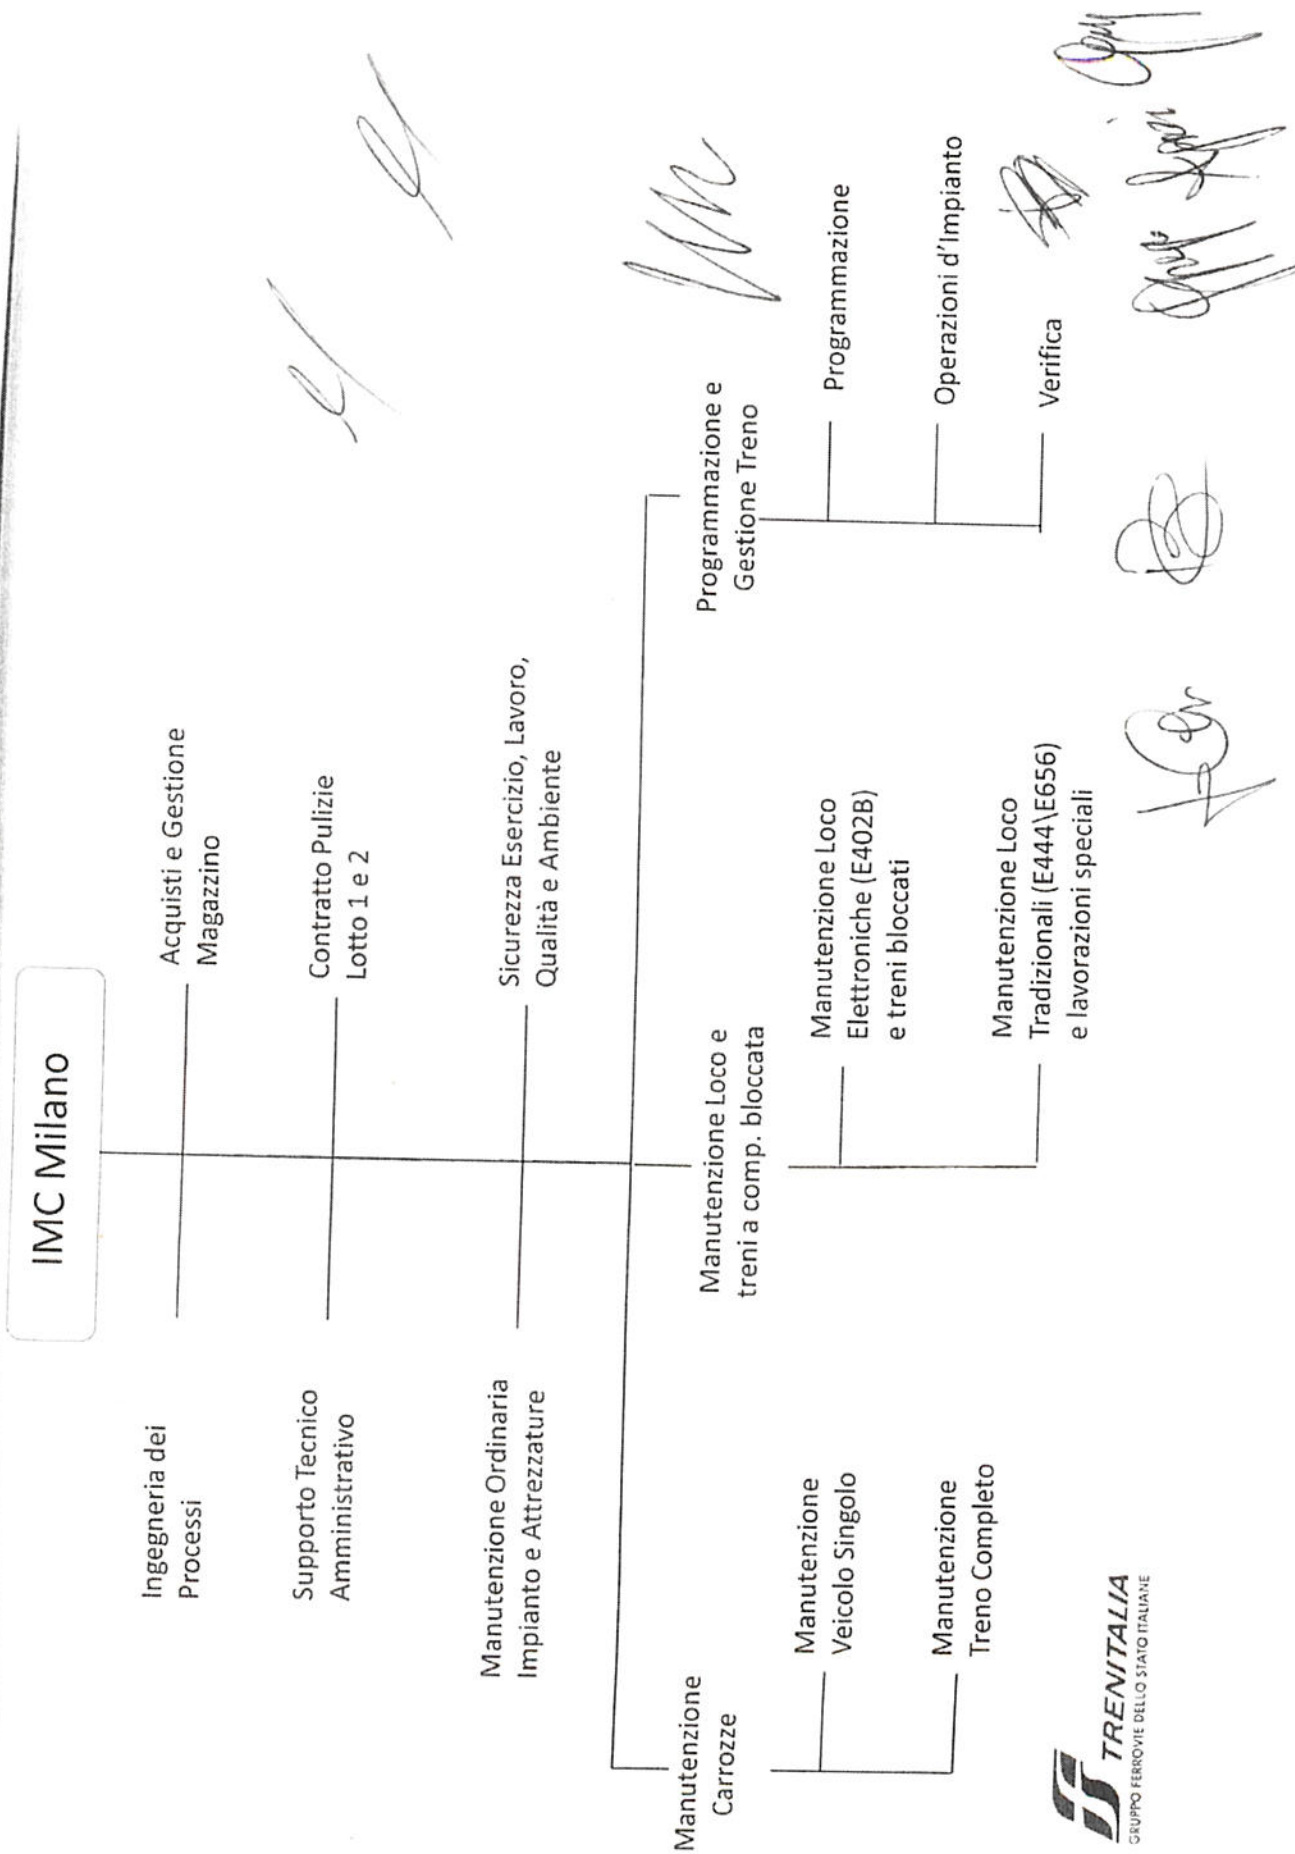 IMC Milano
Ingegneria dei
Processi
Acquisti e Gestione
Magazzino
Supporto Tecnico
Amministrativo
Contratto Pulizie
Lotto 1 e 2
Manutenzione Ordinaria
Impianto e Attrezzature
Sicurezza Esercizio, Lavoro,
Qualità e Ambiente
Manutenzione
Carrozze
Manutenzione
Veicolo Singolo
Manutenzione
Treno Completo
Manutenzione Loco e
treni a comp. bloccata
Manutenzione Loco
Elettroniche (E402B)
e treni bloccati
Manutenzione Loco
Tradizionali (E444\E656)
e lavorazioni speciali
Programmazione e
Gestione Treno
Programmazione
Operazioni d'Impianto
Verifica
FS TRENITALIA
GRUPPO FERROVIE DELLO STATO ITALIANE